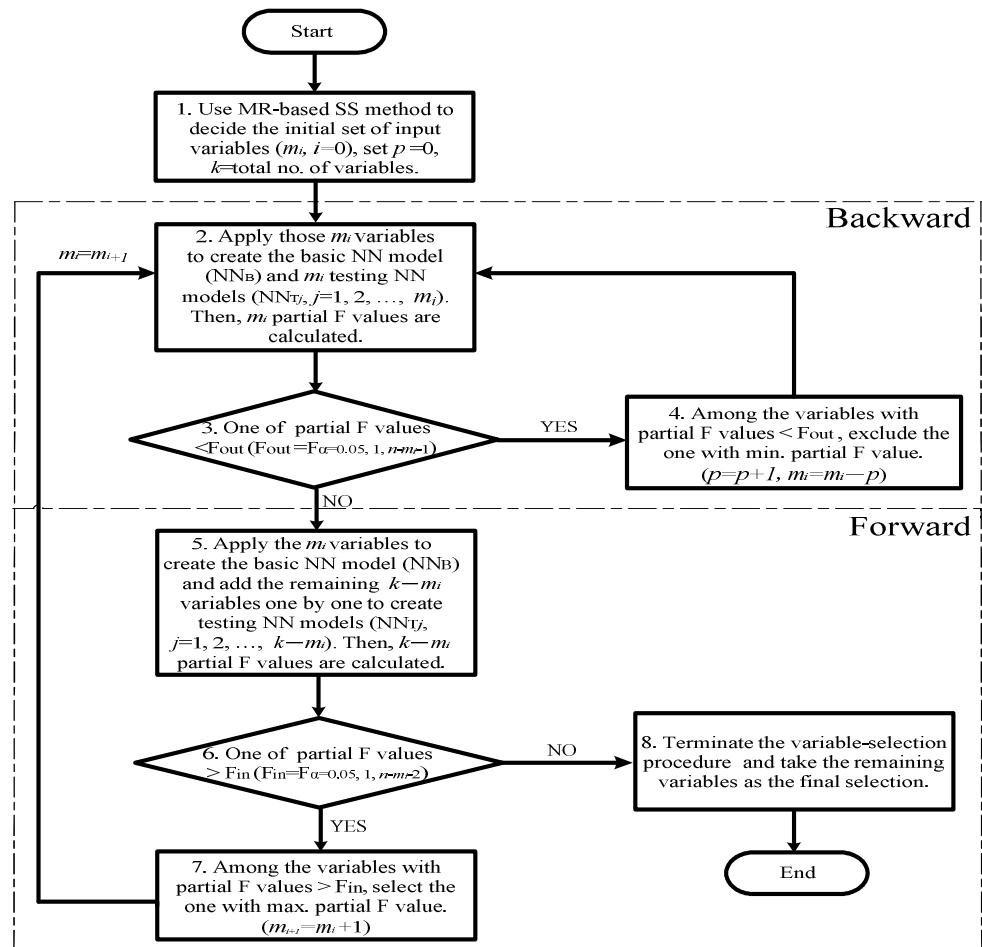 Start
1. Use MR-based SS method to
decide the initial set of input
variables (mi, i=0), set p =0,
k=total no. of variables.
Backward
mi=mi+1
2. Apply those mi variables
to create the basic NN model
(NNB) and mi testing NN
models (NNTj, j=1, 2, …, mi).
Then, mi partial F values are
calculated.
3. One of partial F values
<Fout (Fout=Fα=0.05, 1, n-mi-1)
YES
4. Among the variables with
partial F values < Fout , exclude the
one with min. partial F value.
(p=p+1, mi=mi−p)
NO
Forward
5. Apply the mi variables to
create the basic NN model (NNB)
and add the remaining k−mi
variables one by one to create
testing NN models (NNTj,
j=1, 2, …, k−mi). Then, k−mi
partial F values are calculated.
6. One of partial F values
> Fin (Fin=Fα=0.05, 1, n-mi-2)
NO
8. Terminate the variable-selection
procedure and take the remaining
variables as the final selection.
YES
7. Among the variables with
partial F values > Fin, select the
one with max. partial F value.
(mi+1=mi+1)
End